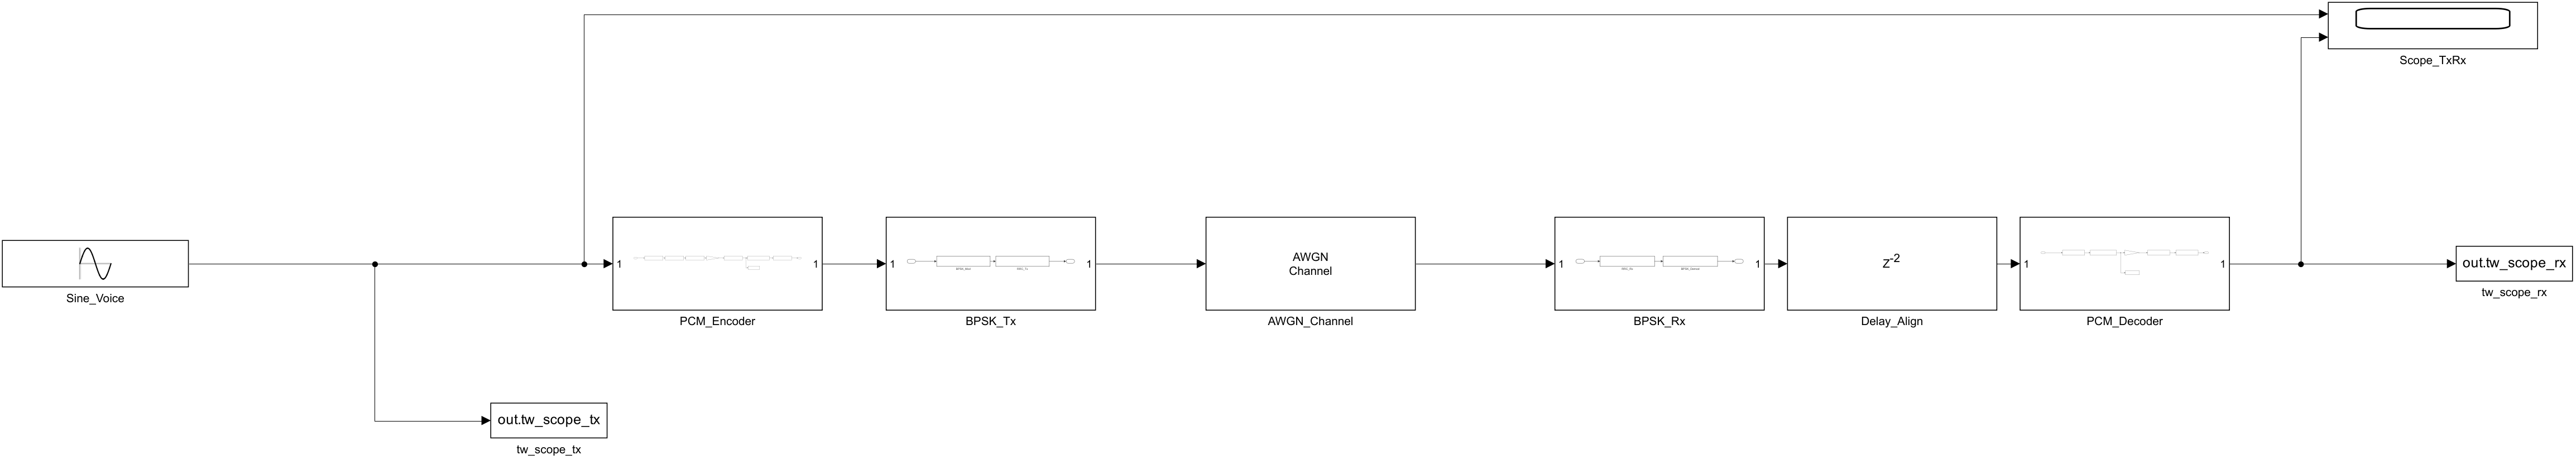 Scope_TxRx
Sine_Voice
1
1
PCM_Encoder
1
1
BPSK_Tx
AWGN
Channel
AWGN_Channel
1
1
BPSK_Rx
Z-2
Delay_Align
1
1
PCM_Decoder
out.tw_scope_rx
tw_scope_rx
out.tw_scope_tx
tw_scope_tx